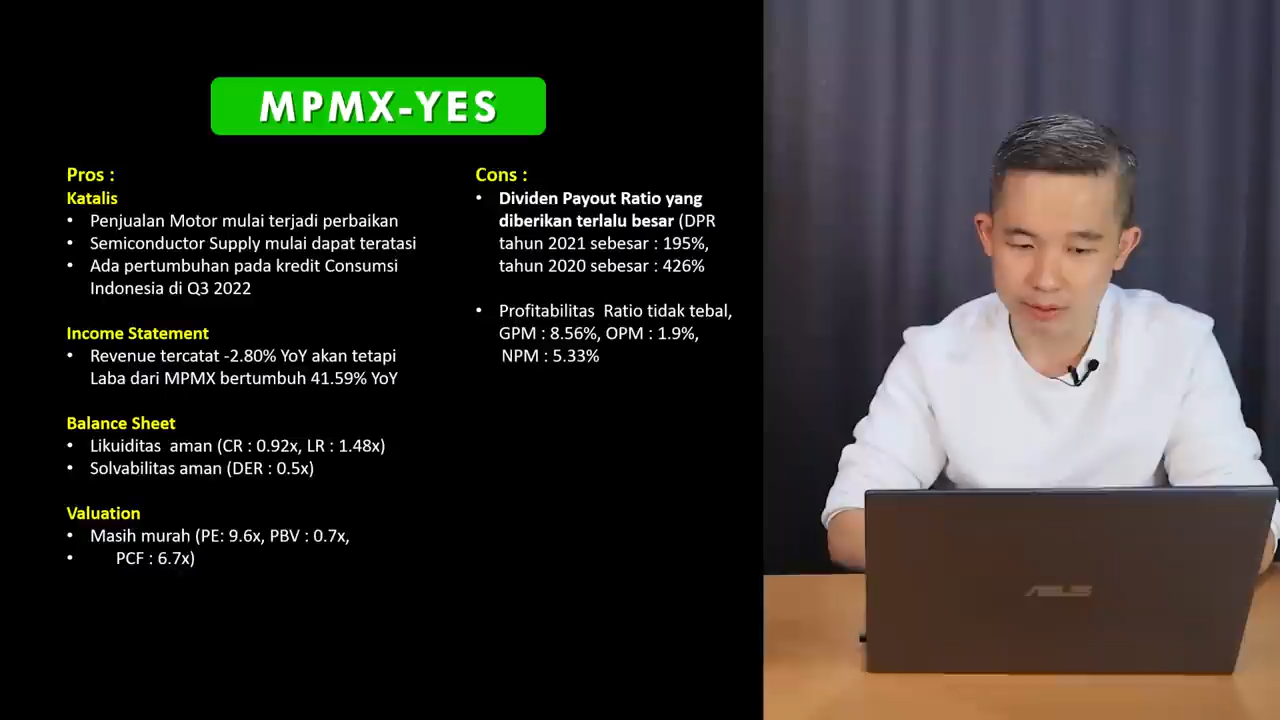 MPMX-YES
Pros :
Katalis
• Penjualan Motor mulai terjadi perbaikan
• Semiconductor Supply mulai dapat teratasi
• Ada pertumbuhan pada kredit Consumsi
Indonesia di Q3 2022
Income Statement
• Revenue tercatat -2.80% YoY akan tetapi
Laba dari MPMX bertumbuh 41.59% YoY
Balance Sheet
• Likuiditas aman (CR : 0.92x, LR : 1.48x)
• Solvabilitas aman (DER : 0.5x)
Valuation
• Masih murah (PE: 9.6x, PBV : 0.7x,
• PCF : 6.7x)
Cons :
• Dividen Payout Ratio yang
diberikan terlalu besar (DPR
tahun 2021 sebesar : 195%,
tahun 2020 sebesar : 426%
• Profitabilitas Ratio tidak tebal,
GPM : 8.56%, OPM : 1.9%,
NPM : 5.33%
ASUS